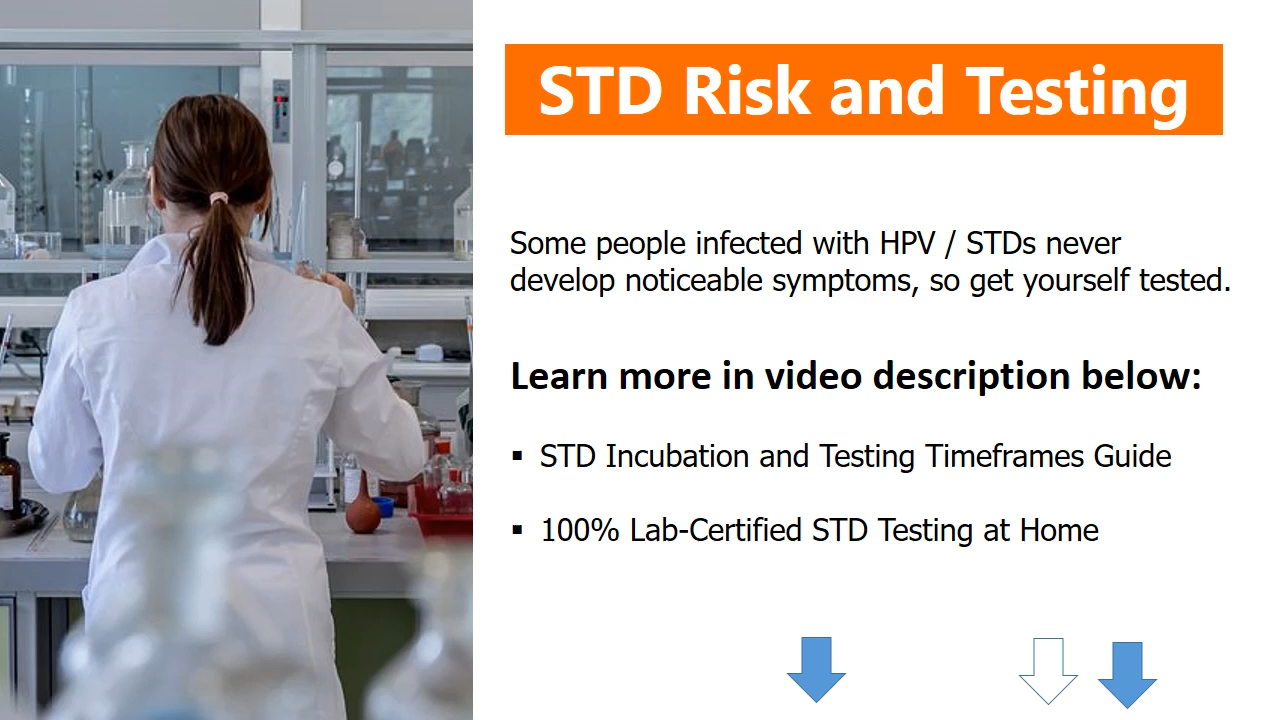 STD Risk and Testing
Some people infected with HPV / STDs never
develop noticeable symptoms, so get yourself tested.
Learn more in video description below:
▪ STD Incubation and Testing Timeframes Guide
▪ 100% Lab-Certified STD Testing at Home